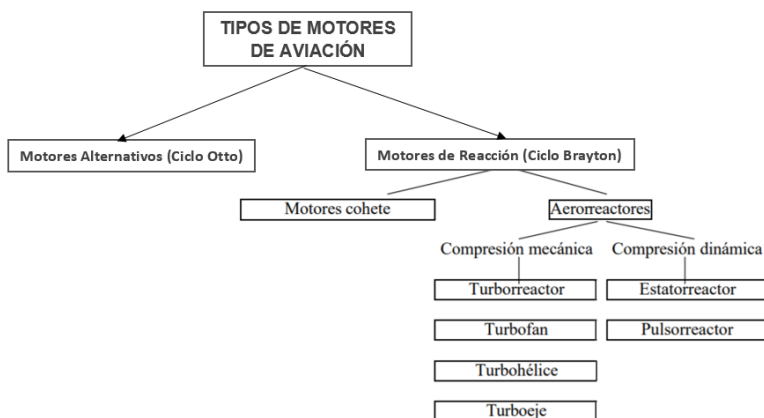 TIPOS DE MOTORES
DE AVIACIÓN
Motores Alternativos (Ciclo Otto)
Motores de Reacción (Ciclo Brayton)
Motores cohete
Aerorreactores
Compresión mecánica
Compresión dinámica
Turborreactor
Estatorreactor
Turbofan
Pulsorreactor
Turbohélice
Turboeje